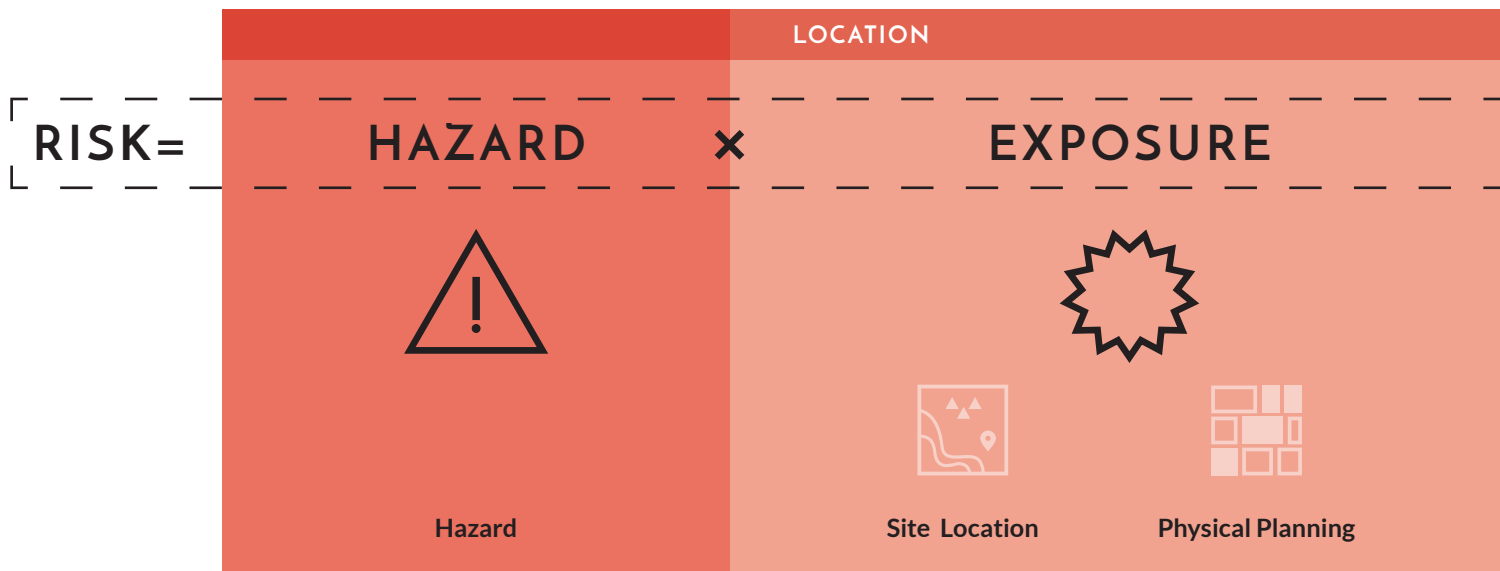 LOCATION
RISK= HAZARD × EXPOSURE
!
Hazard Site Location Physical Planning